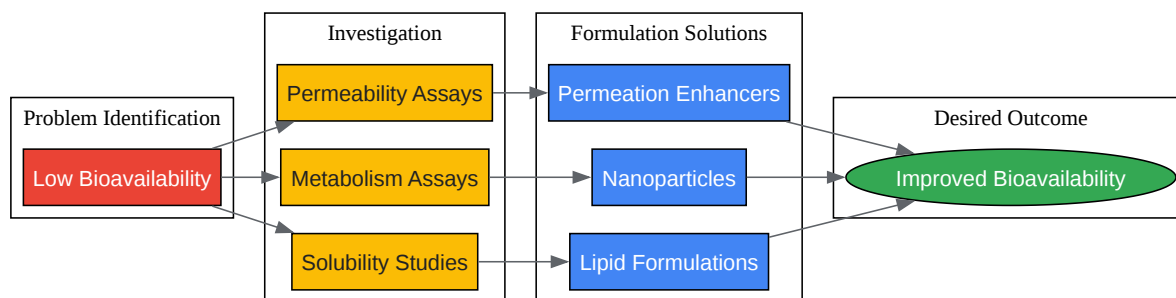 Problem Identification
Low Bioavailability
Investigation
Permeability Assays
Metabolism Assays
Solubility Studies
Formulation Solutions
Permeation Enhancers
Nanoparticles
Lipid Formulations
Desired Outcome
Improved Bioavailability